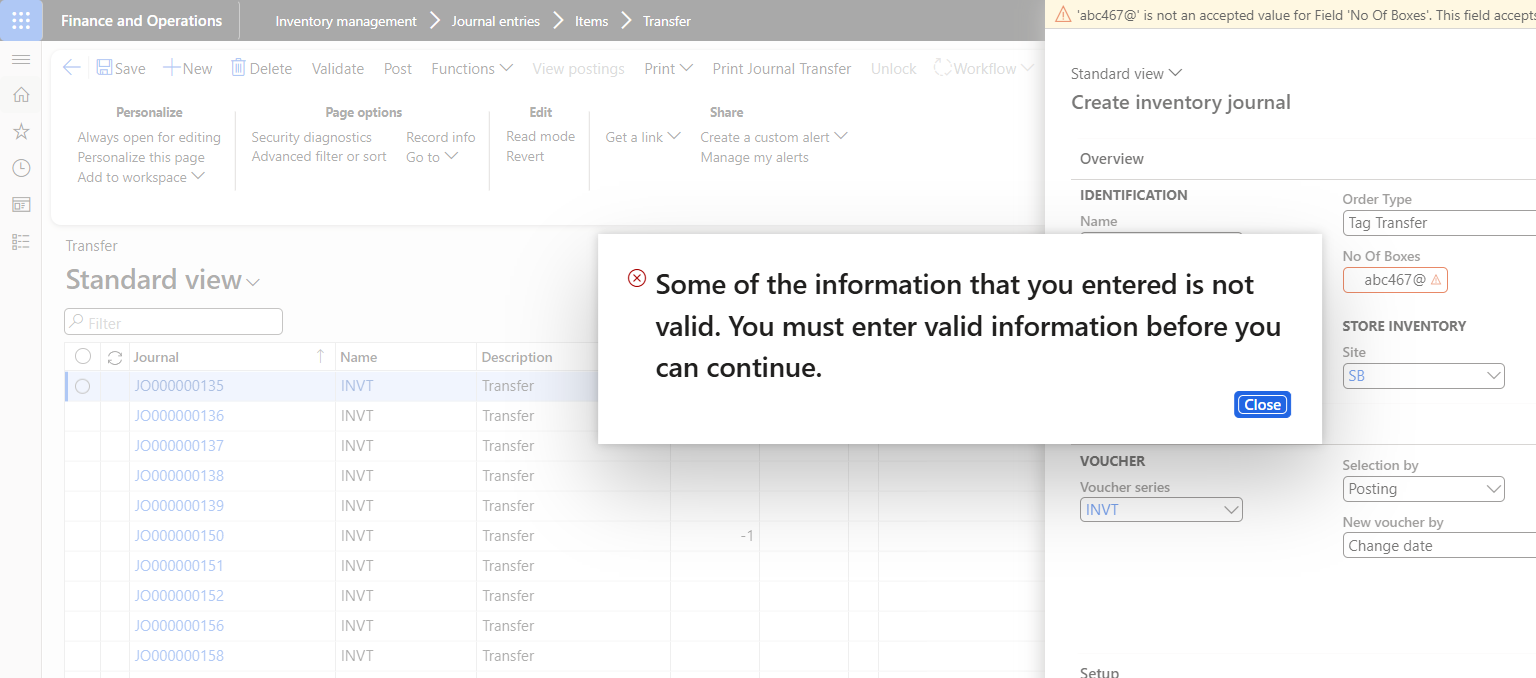 Finance and Operations
Inventory management > Journal entries > Items > Transfer
'abc467@' is not an accepted value for Field 'No Of Boxes'. This field accepts
Save New Delete Validate Post Functions View postings Print Print Journal Transfer Unlock Workflow
Personalize
Always open for editing
Personalize this page
Add to workspace
Page options
Security diagnostics
Advanced filter or sort
Record info
Go to
Edit
Read mode
Revert
Share
Get a link
Create a custom alert
Manage my alerts
Transfer
Standard view
Filter
Journal Name Description
JO000000135 INVT Transfer
JO000000136 INVT Transfer
JO000000137 INVT Transfer
JO000000138 INVT Transfer
JO000000139 INVT Transfer
JO000000150 INVT Transfer -1
JO000000151 INVT Transfer
JO000000152 INVT Transfer
JO000000156 INVT Transfer
JO000000158 INVT Transfer
Some of the information that you entered is not
valid. You must enter valid information before you
can continue.
Close
Standard view
Create inventory journal
Overview
IDENTIFICATION
Name
Order Type
Tag Transfer
No Of Boxes
abc467@
STORE INVENTORY
Site
SB
VOUCHER
Voucher series
INVT
Selection by
Posting
New voucher by
Change date
Setup